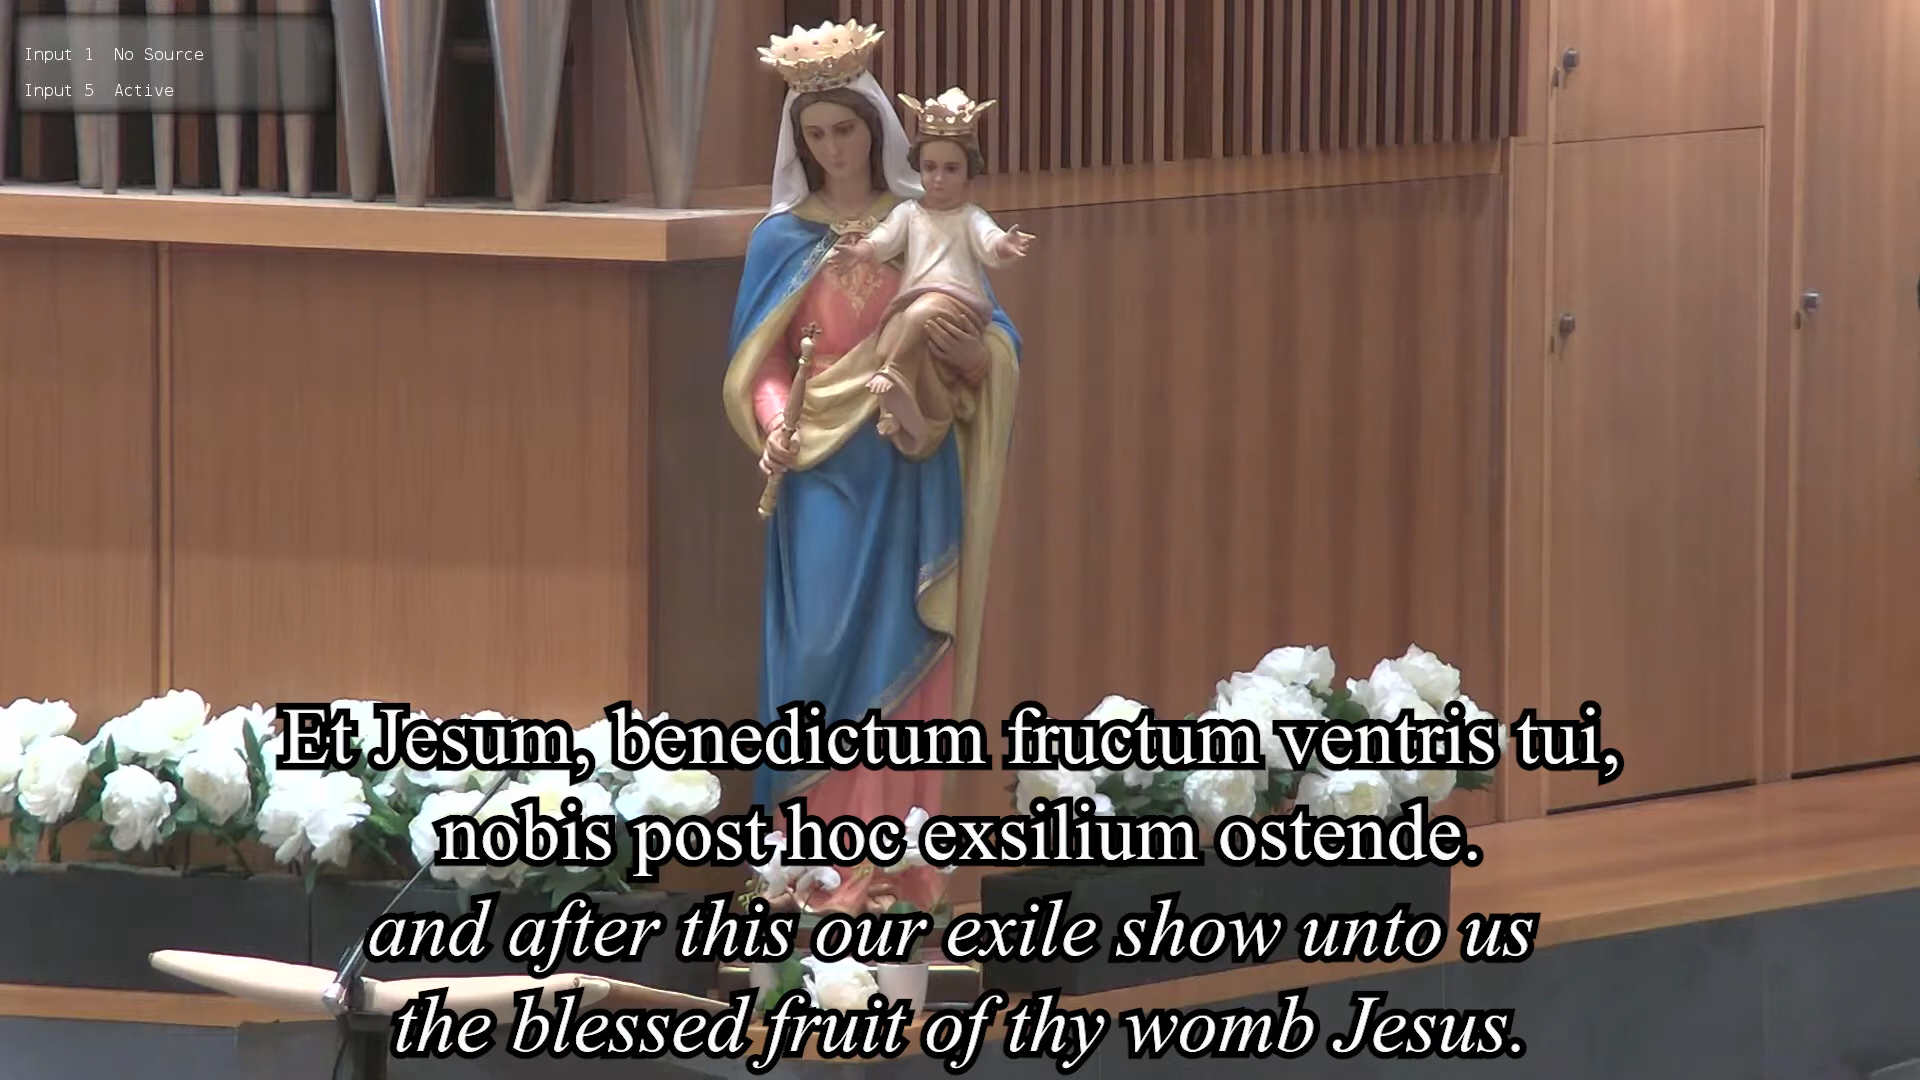 Input 1  No Source
Input 5  Active
Et Jesum, benedictum fructum ventris tui,
nobis post hoc exsilium ostende.
and after this our exile show unto us
the blessed fruit of thy womb Jesus.